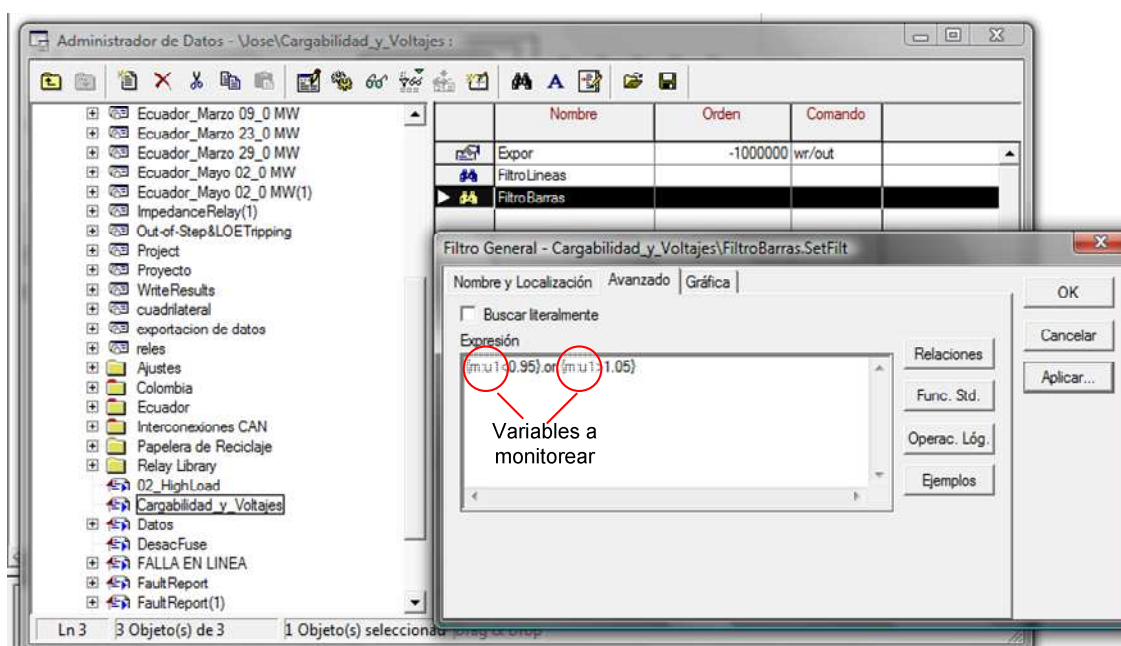 Administrador de Datos - \Jose\Cargabilidad_y_Voltajes :
Nombre Orden Comando
Expor -1000000 wr/out
FiltroLineas
FiltroBarras
Ecuador_Marzo 09_0 MW
Ecuador_Marzo 23_0 MW
Ecuador_Marzo 29_0 MW
Ecuador_Mayo 02_0 MW
Ecuador_Mayo 02_0 MW(1)
ImpedanceRelay(1)
Out-of-Step&LOETripping
Project
Proyecto
WriteResults
cuadrilateral
exportacion de datos
reles
Ajustes
Colombia
Ecuador
Interconexiones CAN
Papelera de Reciclaje
Relay Library
02_HighLoad
Cargabilidad_y_Voltajes
Datos
DesacFuse
FALLA EN LINEA
FaultReport
FaultReport(1)
Filtro General - Cargabilidad_y_Voltajes\FiltroBarras.SetFilt
Nombre y Localización Avanzado Gráfica
Buscar literalmente
Expresión
{m:u1<0.95}.or.{m:u1>1.05}
Variables a
monitorear
Relaciones
Func. Std.
Operac. Lóg.
Ejemplos
OK
Cancelar
Aplicar...
Ln 3 3 Objeto(s) de 3 1 Objeto(s) seleccionad